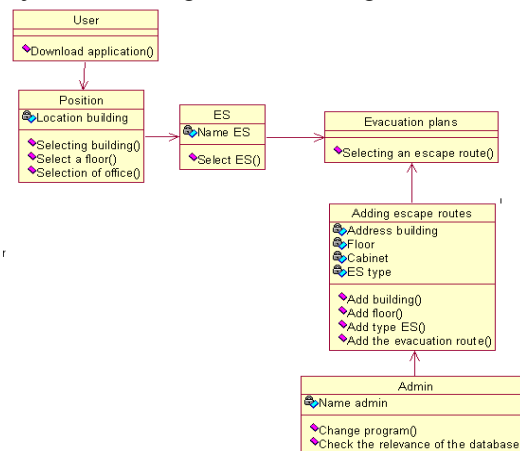 User
Download application()
Position
Location building
Selecting building()
Select a floor()
Selection of office()
ES
Name ES
Select ES()
Evacuation plans
Selecting an escape route()
Adding escape routes
Address building
Floor
Cabinet
ES type
Add building()
Add floor()
Add type ES()
Add the evacuation route()
Admin
Name admin
Change program()
Check the relevance of the database
r